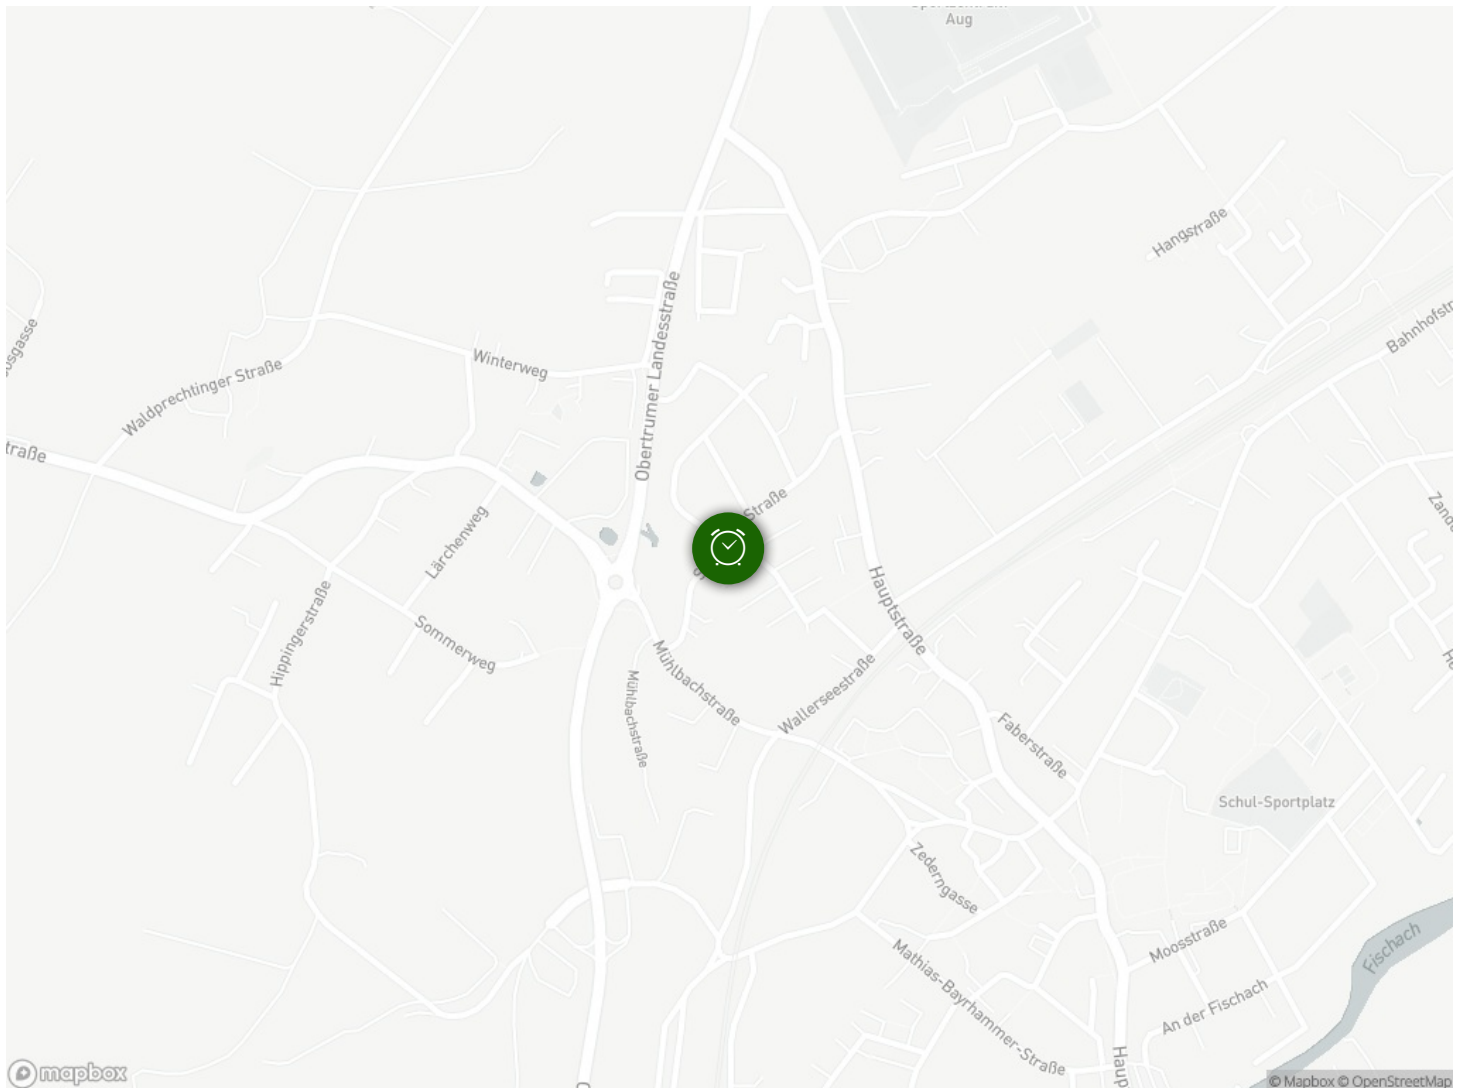 Aug
Hangstraße
Bahnhofstr
Obertrumer Landesstraße
Winterweg
Waldprechtinger Straße
traße
Straße
Lärchenweg
Hippingerstraße
Sommerweg
Hauptstraße
Mühlbachstraße
Mühlbachstraße
Wallerseestraße
Faberstraße
Schul-Sportplatz
Zederngasse
Moosstraße
Fischach
Mathias-Bayrhammer-Straße
An der Fischach
Haup
mapbox
© Mapbox © OpenStreetMap